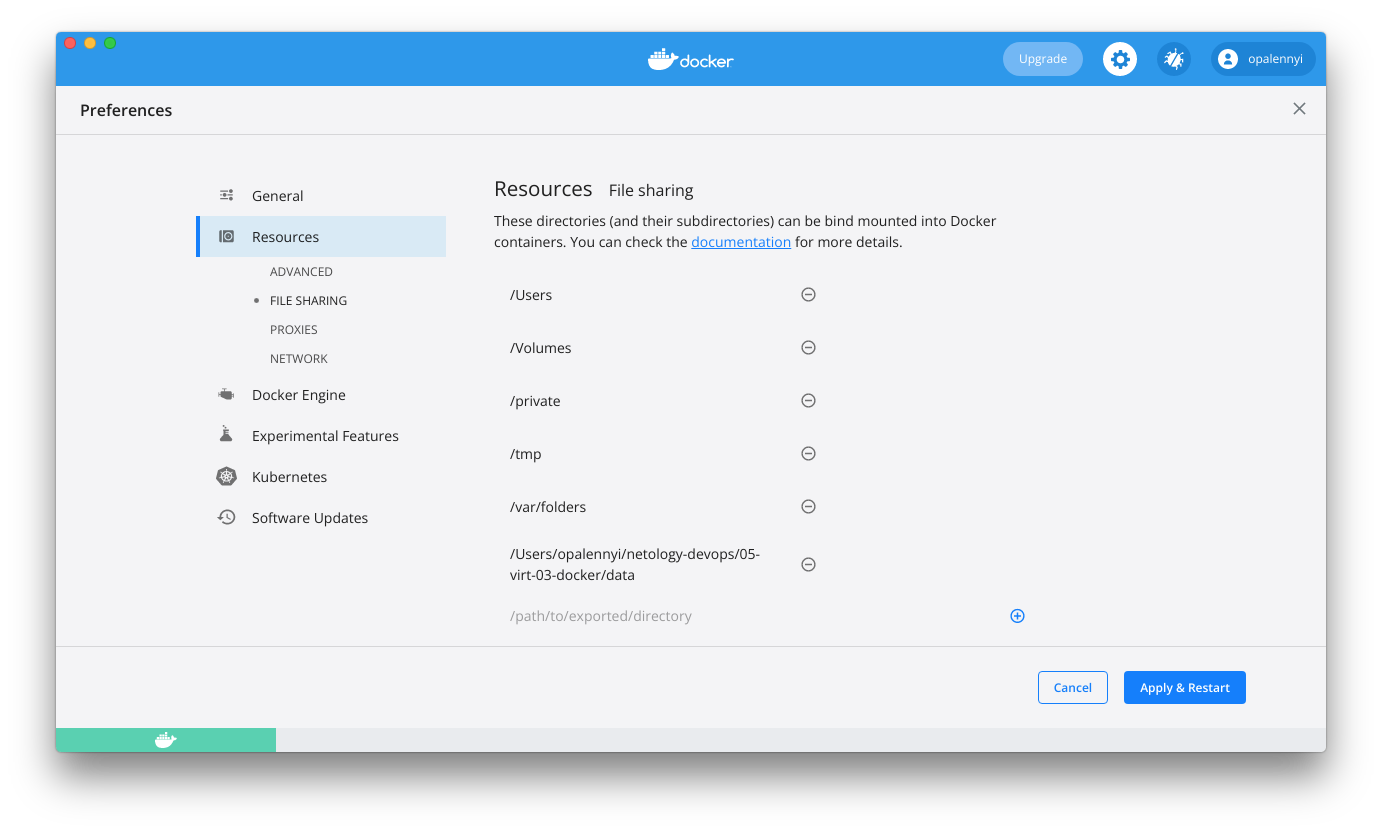 docker
Upgrade
opalennyi
Preferences
General
Resources
ADVANCED
FILE SHARING
PROXIES
NETWORK
Docker Engine
Experimental Features
Kubernetes
Software Updates
Resources File sharing
These directories (and their subdirectories) can be bind mounted into Docker
containers. You can check the documentation for more details.
/Users
/Volumes
/private
/tmp
/var/folders
/Users/opalennyi/netology-devops/05-
virt-03-docker/data
/path/to/exported/directory
Cancel
Apply & Restart